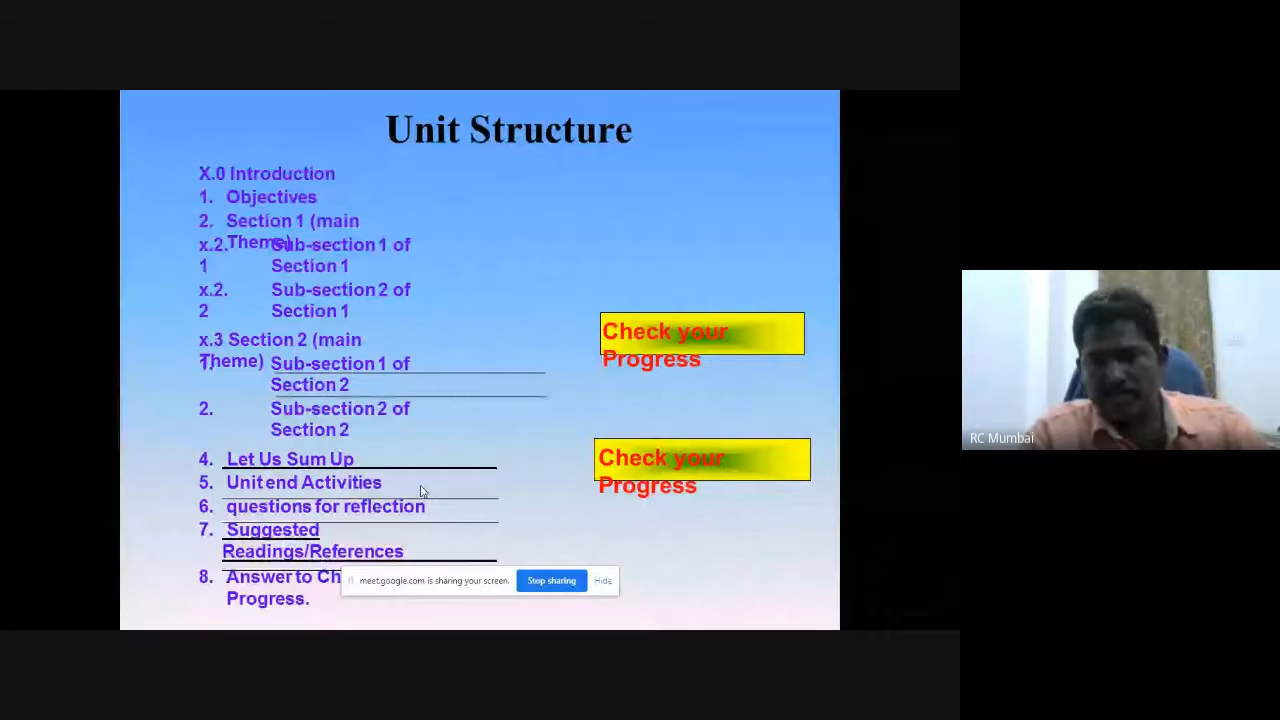 Unit Structure
X.0 Introduction
1. Objectives
2. Section 1 (main
Theme)
x.2. Sub-section 1 of
1 Section 1
x.2. Sub-section 2 of
2 Section 1
x.3 Section 2 (main
Theme)
1. Sub-section 1 of
Section 2
2. Sub-section 2 of
Section 2
4. Let Us Sum Up
5. Unit end Activities
6. questions for reflection
7. Suggested
Readings/References
8. Answer to Ch
Progress.
Check your
Progress
Check your
Progress
meet.google.com is sharing your screen. Stop sharing Hide
RC Mumbai